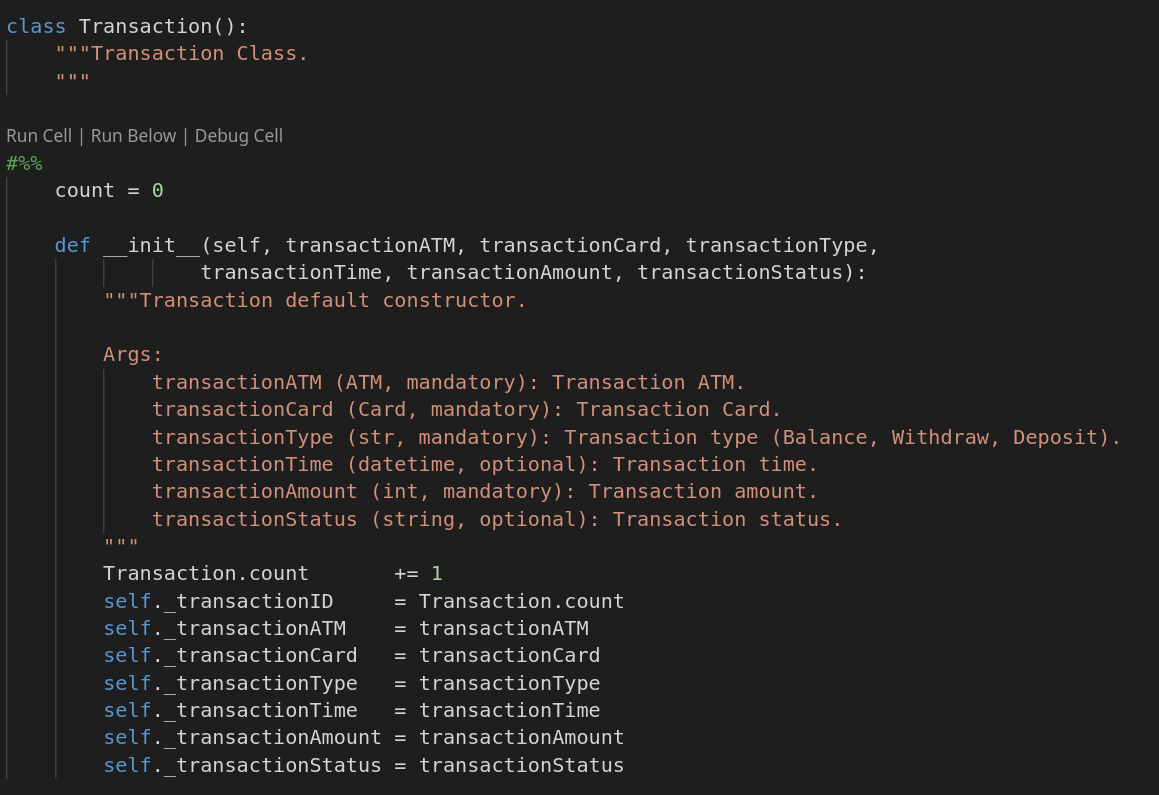 class Transaction():
    """Transaction Class.
    """
Run Cell | Run Below | Debug Cell
#%%
    count = 0
    def __init__(self, transactionATM, transactionCard, transactionType,
                transactionTime, transactionAmount, transactionStatus):
        """Transaction default constructor.
        Args:
            transactionATM (ATM, mandatory): Transaction ATM.
            transactionCard (Card, mandatory): Transaction Card.
            transactionType (str, mandatory): Transaction type (Balance, Withdraw, Deposit).
            transactionTime (datetime, optional): Transaction time.
            transactionAmount (int, mandatory): Transaction amount.
            transactionStatus (string, optional): Transaction status.
        """
        Transaction.count       += 1
        self._transactionID     = Transaction.count
        self._transactionATM    = transactionATM
        self._transactionCard   = transactionCard
        self._transactionType   = transactionType
        self._transactionTime   = transactionTime
        self._transactionAmount = transactionAmount
        self._transactionStatus = transactionStatus